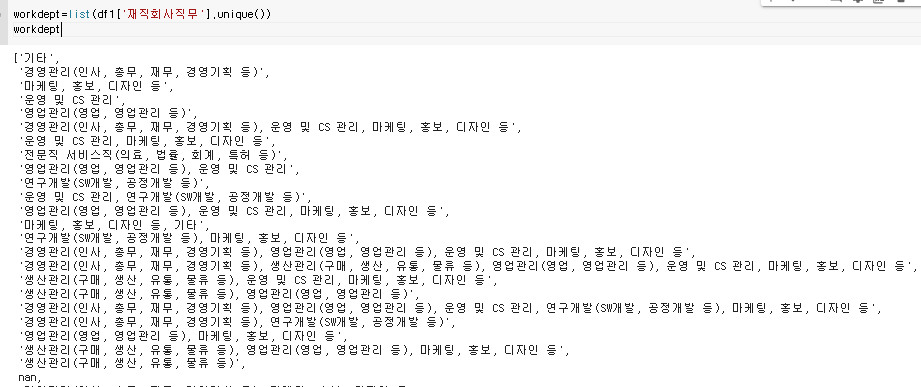 workdept=list(df1['재직회사직무'].unique())
workdept
['기타',
'경영관리(인사, 총무, 재무, 경영기획 등)',
'마케팅, 홍보, 디자인 등',
'운영 및 CS 관리',
'영업관리(영업, 영업관리 등)',
'경영관리(인사, 총무, 재무, 경영기획 등), 운영 및 CS 관리, 마케팅, 홍보, 디자인 등',
'운영 및 CS 관리, 마케팅, 홍보, 디자인 등',
'전문직 서비스직(의료, 법률, 회계, 특허 등)',
'영업관리(영업, 영업관리 등), 운영 및 CS 관리',
'연구개발(SW개발, 공정개발 등)',
'운영 및 CS 관리, 연구개발(SW개발, 공정개발 등)',
'영업관리(영업, 영업관리 등), 운영 및 CS 관리, 마케팅, 홍보, 디자인 등',
'마케팅, 홍보, 디자인 등, 기타',
'연구개발(SW개발, 공정개발 등), 마케팅, 홍보, 디자인 등',
'경영관리(인사, 총무, 재무, 경영기획 등), 영업관리(영업, 영업관리 등), 운영 및 CS 관리, 마케팅, 홍보, 디자인 등',
'경영관리(인사, 총무, 재무, 경영기획 등), 생산관리(구매, 생산, 유통, 물류 등), 영업관리(영업, 영업관리 등), 운영 및 CS 관리, 마케팅, 홍보, 디자인 등',
'생산관리(구매, 생산, 유통, 물류 등), 운영 및 CS 관리, 마케팅, 홍보, 디자인 등',
'생산관리(구매, 생산, 유통, 물류 등), 영업관리(영업, 영업관리 등)',
'경영관리(인사, 총무, 재무, 경영기획 등), 영업관리(영업, 영업관리 등), 운영 및 CS 관리, 연구개발(SW개발, 공정개발 등), 마케팅, 홍보, 디자인 등',
'경영관리(인사, 총무, 재무, 경영기획 등), 연구개발(SW개발, 공정개발 등)',
'영업관리(영업, 영업관리 등), 마케팅, 홍보, 디자인 등',
'생산관리(구매, 생산, 유통, 물류 등), 영업관리(영업, 영업관리 등), 마케팅, 홍보, 디자인 등',
'생산관리(구매, 생산, 유통, 물류 등)',
nan,